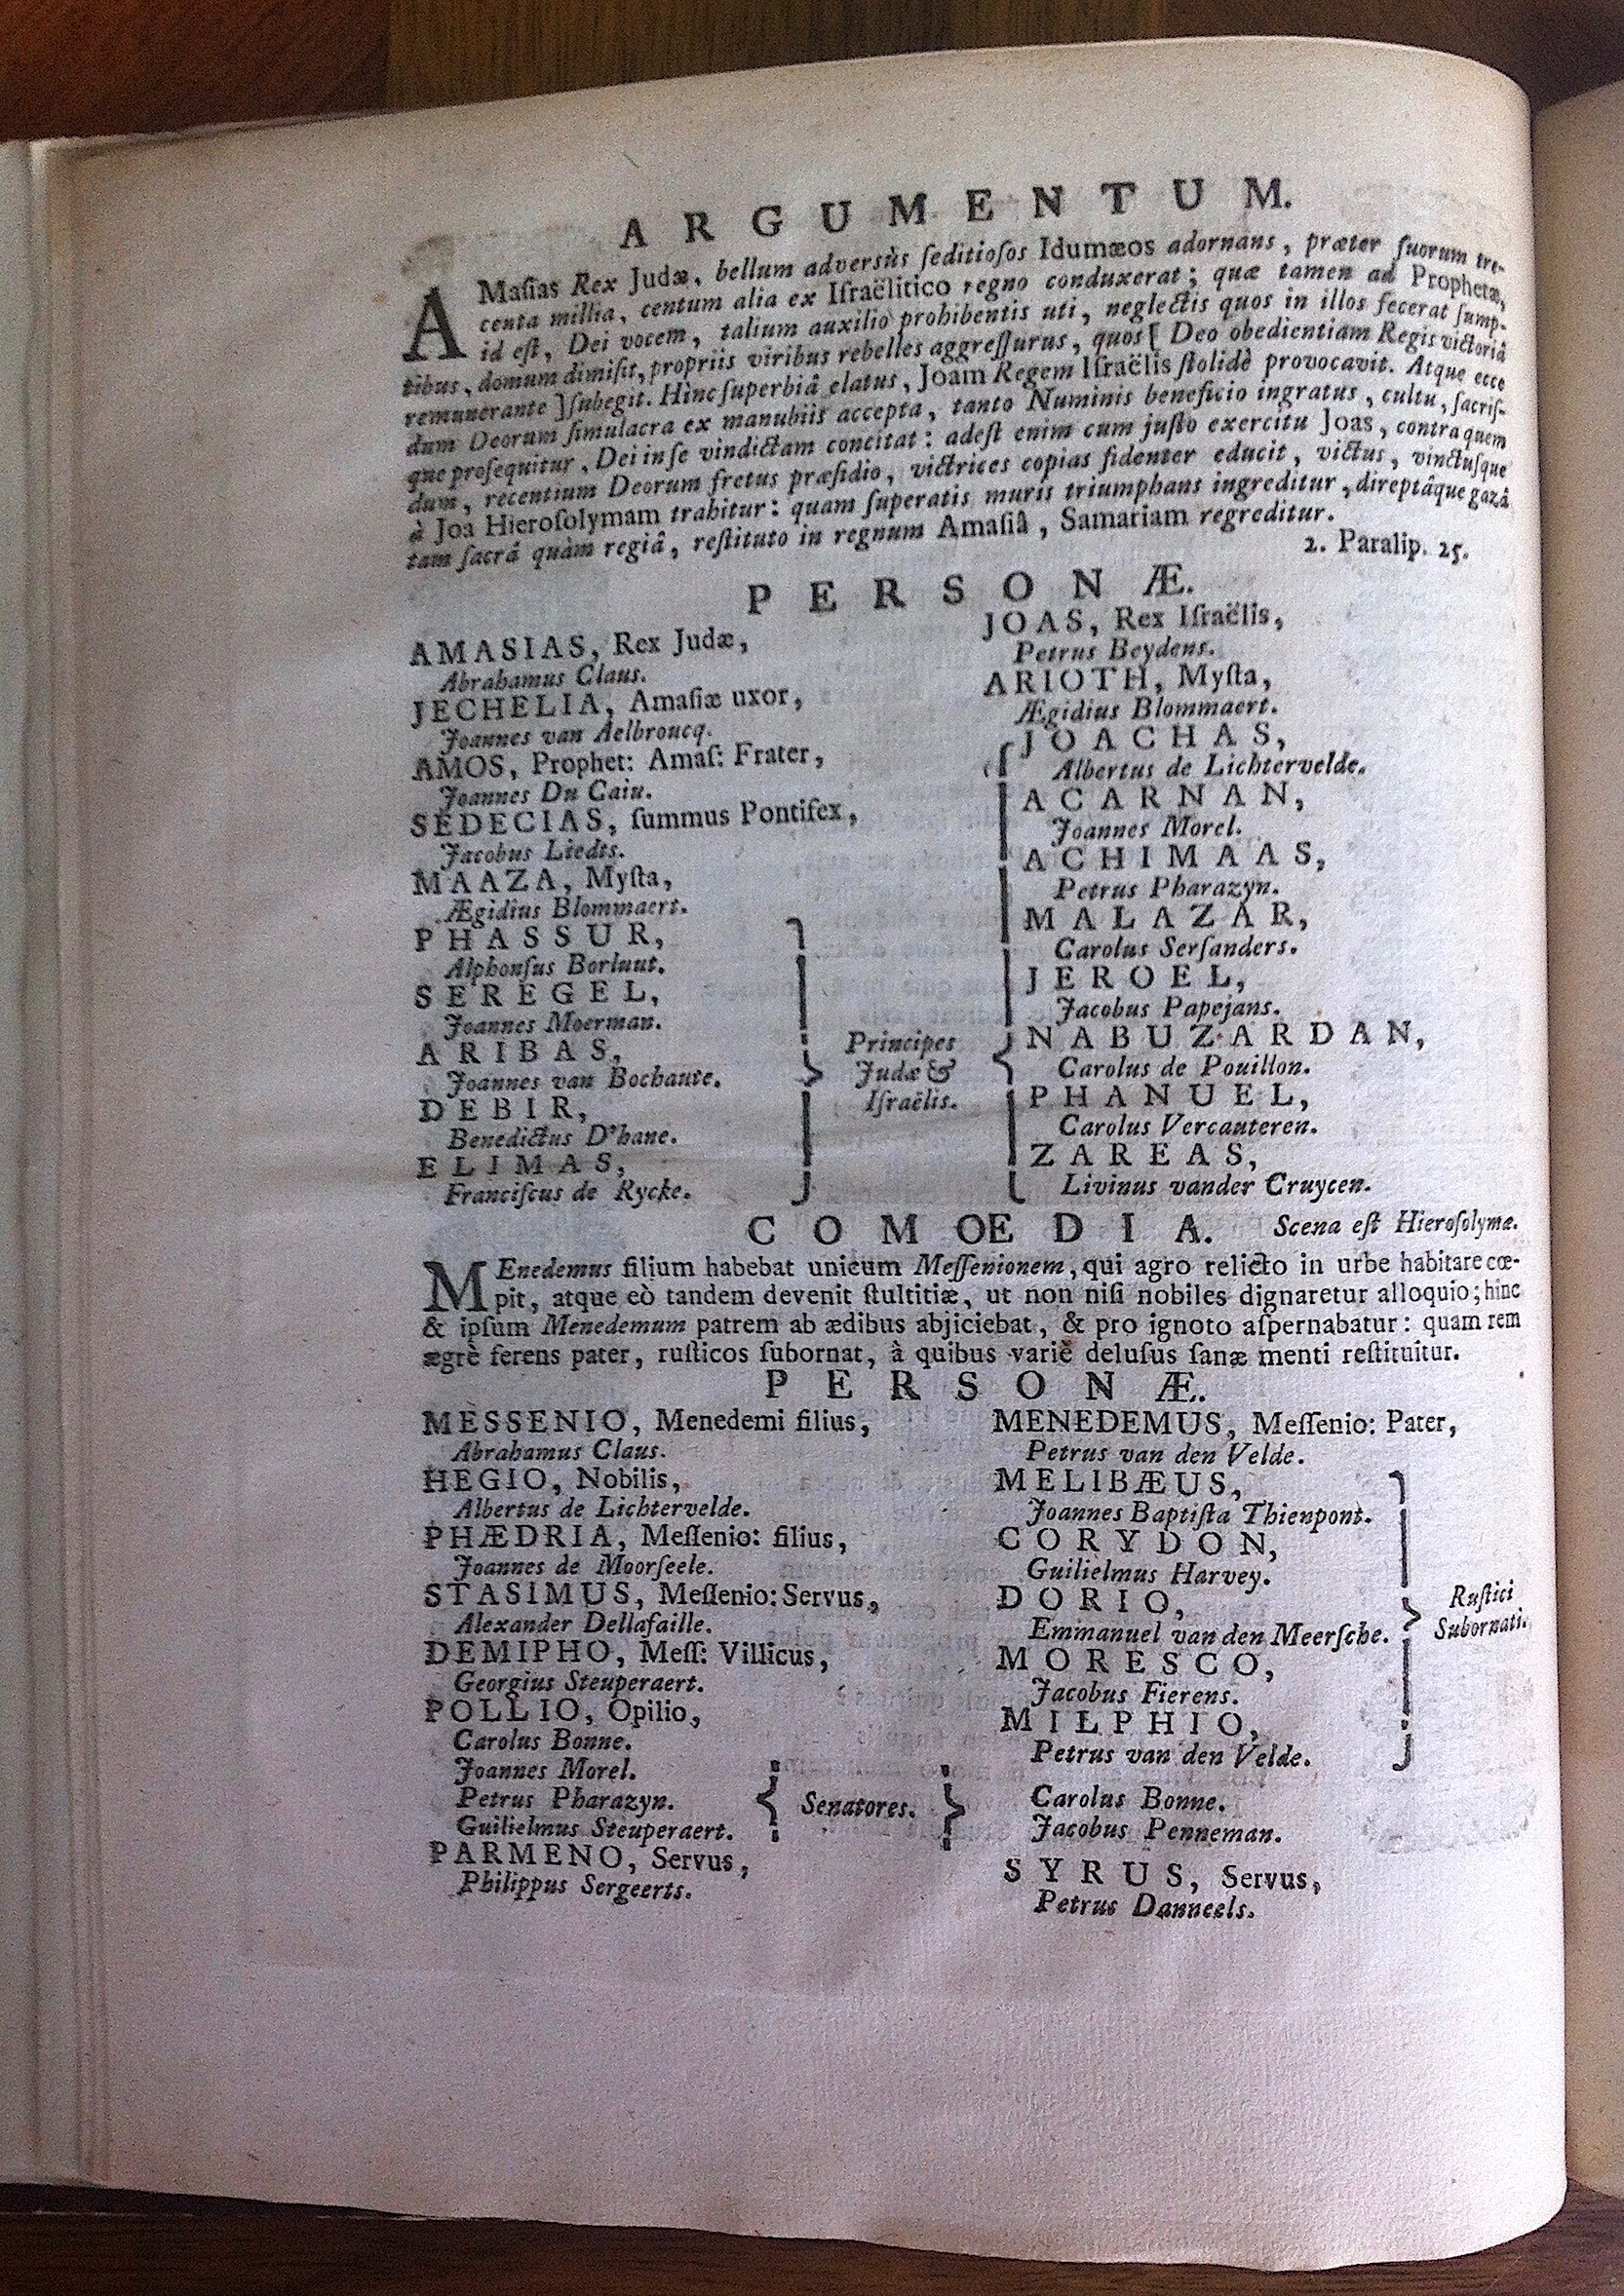 ARGUMENTUM.
AMaſias Rex Judæ, bellum adversùs ſeditioſos Idumæos adornans, præter ſuorum tre-
centa millia, centum alia ex Iſraëlitico regno conduxerat; quæ tamen ad Prophetæ,
id eſt, Dei vocem, talium auxilio prohibentis uti, neglectis quos in illos fecerat ſump-
tibus, domum dimiſit, propriis viribus rebelles aggreſſurus, quos [ Deo obedientiam Regis victoriâ
remunerante ] ſubegit. Hinc ſuperbiâ elatus, Joam Regem Iſraëlis ſtolidè provocavit. Atque ecce
dum Deorum ſimulacra ex manubiis accepta, tanto Numinis beneficio ingratus, cultu, ſacriſ-
que proſequitur, Dei in ſe vindictam concitat: adeſt enim cum juſto exercitu Joas, contra quem
dum, recentium Deorum fretus præſidio, victrices copias fidenter educit, victus, vinctuſque
à Joa Hieroſolymam trahitur: quam ſuperatis muris triumphans ingreditur, direptâque gazâ
tam ſacrâ quàm regiâ, reſtituto in regnum Amaſiâ, Samariam regreditur.
2. Paralip. 25.
PERSONÆ.
AMASIAS, Rex Judæ,
Abrahamus Claus.
JECHELIA, Amaſiæ uxor,
Joannes van Aelbroucq.
AMOS, Prophet: Amaſ: Frater,
Joannes Du Caiu.
SEDECIAS, ſummus Pontifex,
Jacobus Liedts.
MAAZA, Myſta,
Ægidius Blommaert.
PHASSUR,
Alphonſus Borluut.
SEREGEL,
Joannes Moerman.
ARIBAS,
Joannes van Bochaute.
DEBIR,
Benedictus D'hane.
ELIMAS,
Franciſcus de Rycke.
Principes
Judæ &
Iſraëlis.
JOAS, Rex Iſraëlis,
Petrus Beydens.
ARIOTH, Myſta,
Ægidius Blommaert.
JOACHAS,
Albertus de Lichtervelde.
ACARNAN,
Joannes Morel.
ACHIMAAS,
Petrus Pharazyn.
MALAZAR,
Carolus Serſanders.
JEROEL,
Jacobus Papejans.
NABUZARDAN,
Carolus de Pouillon.
PHANUEL,
Carolus Vercauteren.
ZAREAS,
Livinus vander Cruycen.
COMŒDIA. Scena eſt Hieroſolymæ.
MEnedemus filium habebat unicum Meſſenionem, qui agro relicto in urbe habitare cœ-
pit, atque eò tandem devenit ſtultitiæ, ut non niſi nobiles dignaretur alloquio; hinc
& ipſum Menedemum patrem ab ædibus abjiciebat, & pro ignoto aſpernabatur: quam rem
ægrè ferens pater, ruſticos ſubornat, à quibus variè deluſus ſanæ menti reſtituitur.
PERSONÆ.
MESSENIO, Menedemi filius,
Abrahamus Claus.
HEGIO, Nobilis,
Albertus de Lichtervelde.
PHÆDRIA, Meſſenio: filius,
Joannes de Moorſeele.
STASIMUS, Meſſenio: Servus,
Alexander Dellafaille.
DEMIPHO, Meſſ: Villicus,
Georgius Steuperaert.
POLLIO, Opilio,
Carolus Bonne.
Joannes Morel.
Petrus Pharazyn.
Guilielmus Steuperaert.
PARMENO, Servus,
Philippus Sergeerts.
Senatores.
MENEDEMUS, Meſſenio: Pater,
Petrus van den Velde.
MELIBÆUS,
Joannes Baptiſta Thienpont.
CORYDON,
Guilielmus Harvey.
DORIO,
Emmanuel van den Meerſche.
MORESCO,
Jacobus Fierens.
MILPHIO,
Petrus van den Velde.
Ruſtici
Subornati.
Carolus Bonne.
Jacobus Penneman.
SYRUS, Servus,
Petrus Danneels.